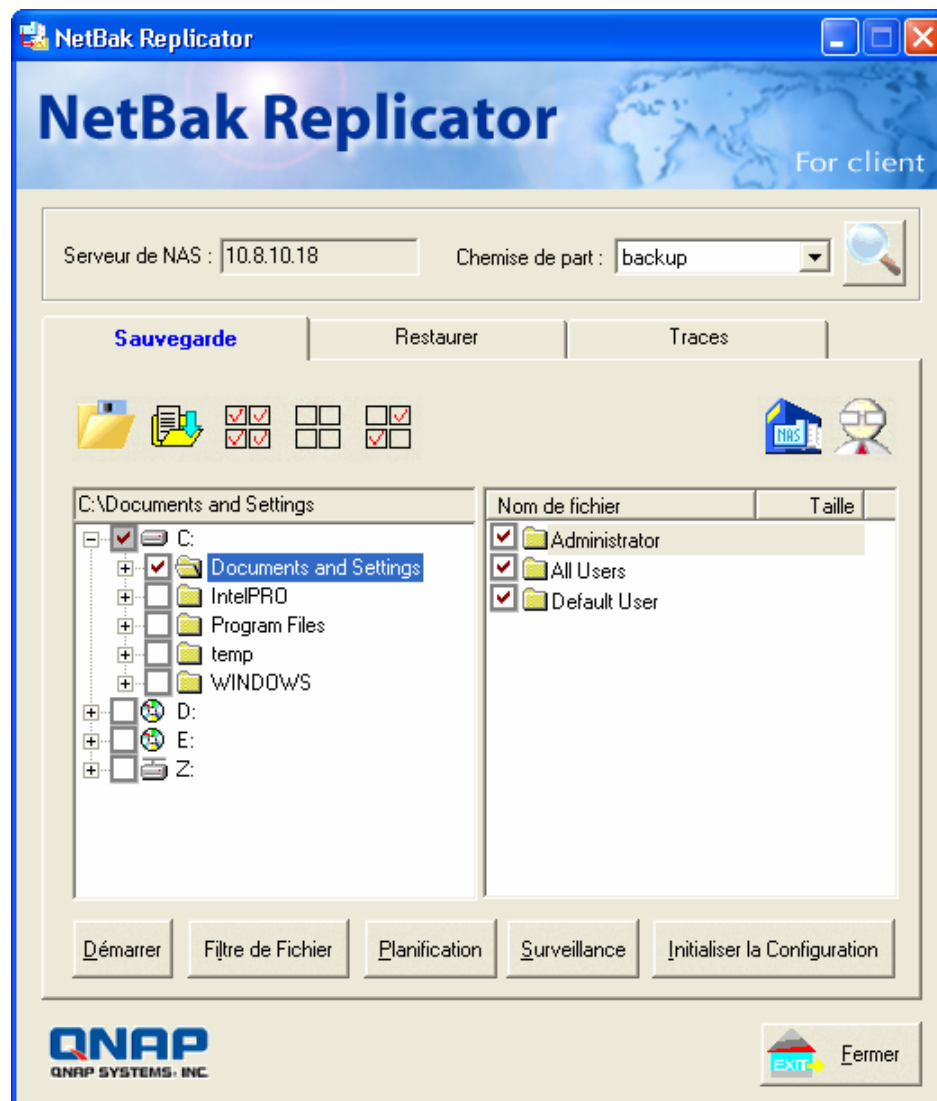 NetBak Replicator
NetBak Replicator
For client
Serveur de NAS : 10.8.10.18 Chemise de part : backup
Sauvegarde Restaurer Traces
NAS
C:\Documents and Settings Nom de fichier Taille
C: Administrator
Documents and Settings All Users
IntelPRO Default User
Program Files
temp
WINDOWS
D:
E:
Z:
Démarrer Filtre de Fichier Planification Surveillance Initialiser la Configuration
QNAP
QNAP SYSTEMS, INC.
EXIT Fermer